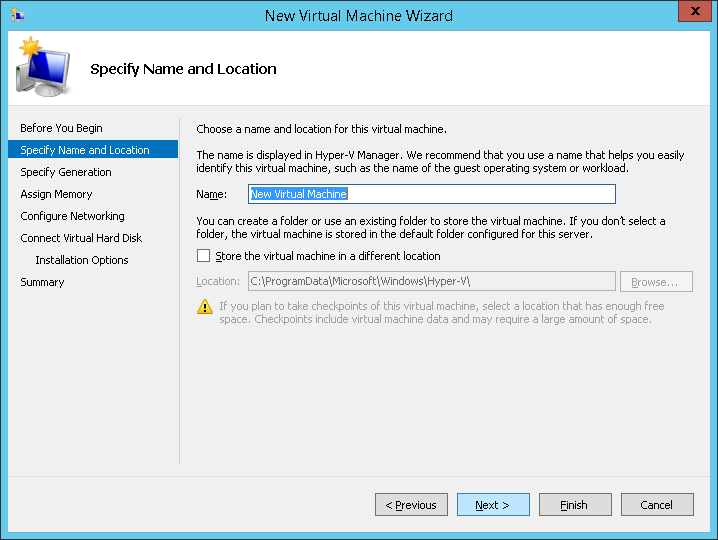 New Virtual Machine Wizard
x
Specify Name and Location
Before You Begin
Specify Name and Location
Specify Generation
Assign Memory
Configure Networking
Connect Virtual Hard Disk
Installation Options
Summary
Choose a name and location for this virtual machine.
The name is displayed in Hyper-V Manager. We recommend that you use a name that helps you easily
identify this virtual machine, such as the name of the guest operating system or workload.
Name: New Virtual Machine
You can create a folder or use an existing folder to store the virtual machine. If you don't select a
folder, the virtual machine is stored in the default folder configured for this server.
Store the virtual machine in a different location
Location: C:\ProgramData\Microsoft\Windows\Hyper-V\ Browse...
If you plan to take checkpoints of this virtual machine, select a location that has enough free
space. Checkpoints include virtual machine data and may require a large amount of space.
< Previous Next > Finish Cancel